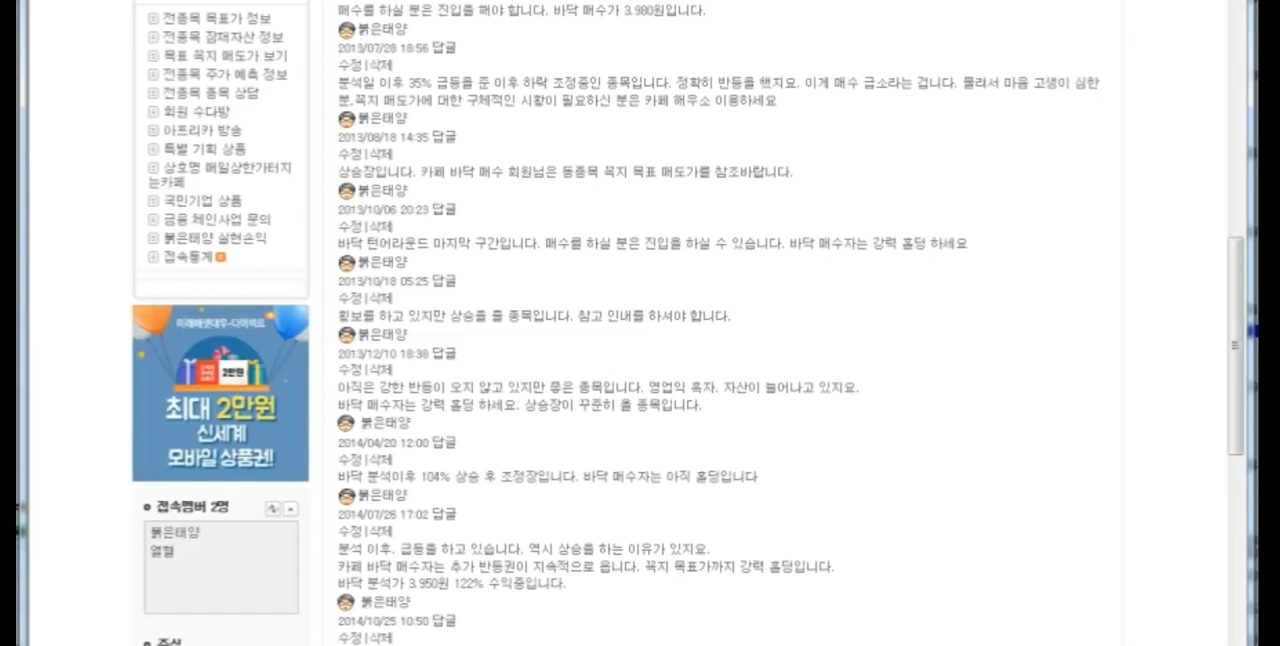 전종목 목표가 정보
전종목 잠재자산 정보
목표 꼭지 매도가 보기
전종목 주가 예측 정보
전종목 종목 상담
회원 수다방
아프리카 방송
특별 기획 상품
상호명 매일상한가터지
는카페
국민기업 상품
금융 체인사업 문의
붉은태양 실현손익
접속통계
미래에셋대우-다이렉트
2만원
최대 2만원
신세계
모바일 상품권!
접속멤버 2명
붉은태양
열혈
주식
매수를 하실 분은 진입을 해야 합니다. 바닥 매수가 3.980원입니다.
붉은태양
2013/07/28 18:56 답글
수정|삭제
분석일 이후 35% 급등을 준 이후 하락 조정중인 종목입니다. 정확히 반등을 했지요. 이게 매수 급소라는 겁니다. 물려서 마음 고생이 심한
분,꼭지 매도가에 대한 구체적인 시황이 필요하신 분은 카페 해우소 이용하세요
붉은태양
2013/08/18 14:35 답글
수정|삭제
상승장입니다. 카페 바닥 매수 회원님은 동종목 꼭지 목표 매도가를 참조바랍니다.
붉은태양
2013/10/06 20:23 답글
수정|삭제
바닥 턴어라운드 마지막 구간입니다. 매수를 하실 분은 진입을 하실 수 있습니다. 바닥 매수자는 강력 홀딩 하세요
붉은태양
2013/10/18 05:25 답글
수정|삭제
횡보를 하고 있지만 상승을 줄 종목입니다. 참고 인내를 하셔야 합니다.
붉은태양
2013/12/10 18:38 답글
수정|삭제
아직은 강한 반등이 오지 않고 있지만 좋은 종목입니다. 영업익 흑자. 자산이 늘어나고 있지요.
바닥 매수자는 강력 홀딩 하세요. 상승장이 꾸준히 올 종목입니다.
붉은태양
2014/04/20 12:00 답글
수정|삭제
바닥 분석이후 104% 상승 후 조정장입니다. 바닥 매수자는 아직 홀딩입니다
붉은태양
2014/07/26 17:02 답글
수정|삭제
분석 이후. 급등을 하고 있습니다. 역시 상승을 하는 이유가 있지요.
카페 바닥 매수자는 추가 반등권이 지속적으로 옵니다. 꼭지 목표가까지 강력 홀딩입니다.
바닥 분석가 3.950원 122% 수익중입니다.
붉은태양
2014/10/25 10:50 답글
수정|삭제